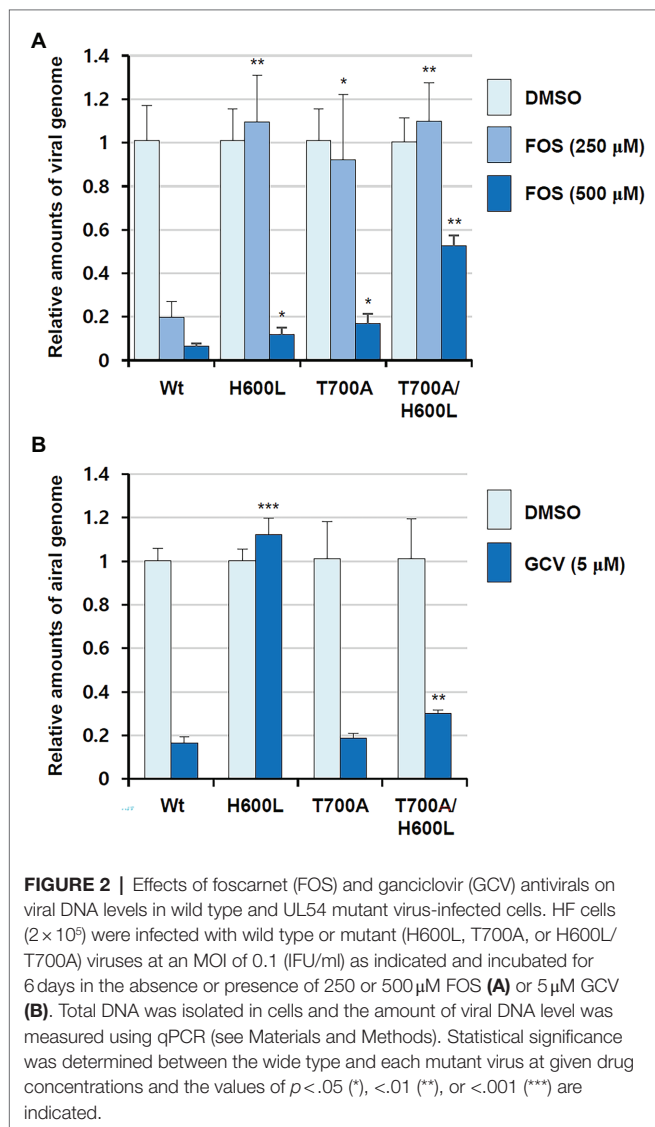 A
Relative amounts of viral genome
1.4
1.2
1
0.8
0.6
0.4
0.2
0
**
*
**
*
*
**
Wt
H600L
T700A
T700A/
H600L
DMSO
FOS (250 µM)
FOS (500 µM)
B
Relative amounts of airal genome
1.4
1.2
1
0.8
0.6
0.4
0.2
0
***
**
Wt
H600L
T700A
T700A/
H600L
DMSO
GCV (5 µM)
FIGURE 2 | Effects of foscarnet (FOS) and ganciclovir (GCV) antivirals on
viral DNA levels in wild type and UL54 mutant virus-infected cells. HF cells
(2 × 10⁵) were infected with wild type or mutant (H600L, T700A, or H600L/
T700A) viruses at an MOI of 0.1 (IFU/ml) as indicated and incubated for
6 days in the absence or presence of 250 or 500 µM FOS (A) or 5 µM GCV
(B). Total DNA was isolated in cells and the amount of viral DNA level was
measured using qPCR (see Materials and Methods). Statistical significance
was determined between the wide type and each mutant virus at given drug
concentrations and the values of p < .05 (*), <.01 (**), or <.001 (***) are
indicated.